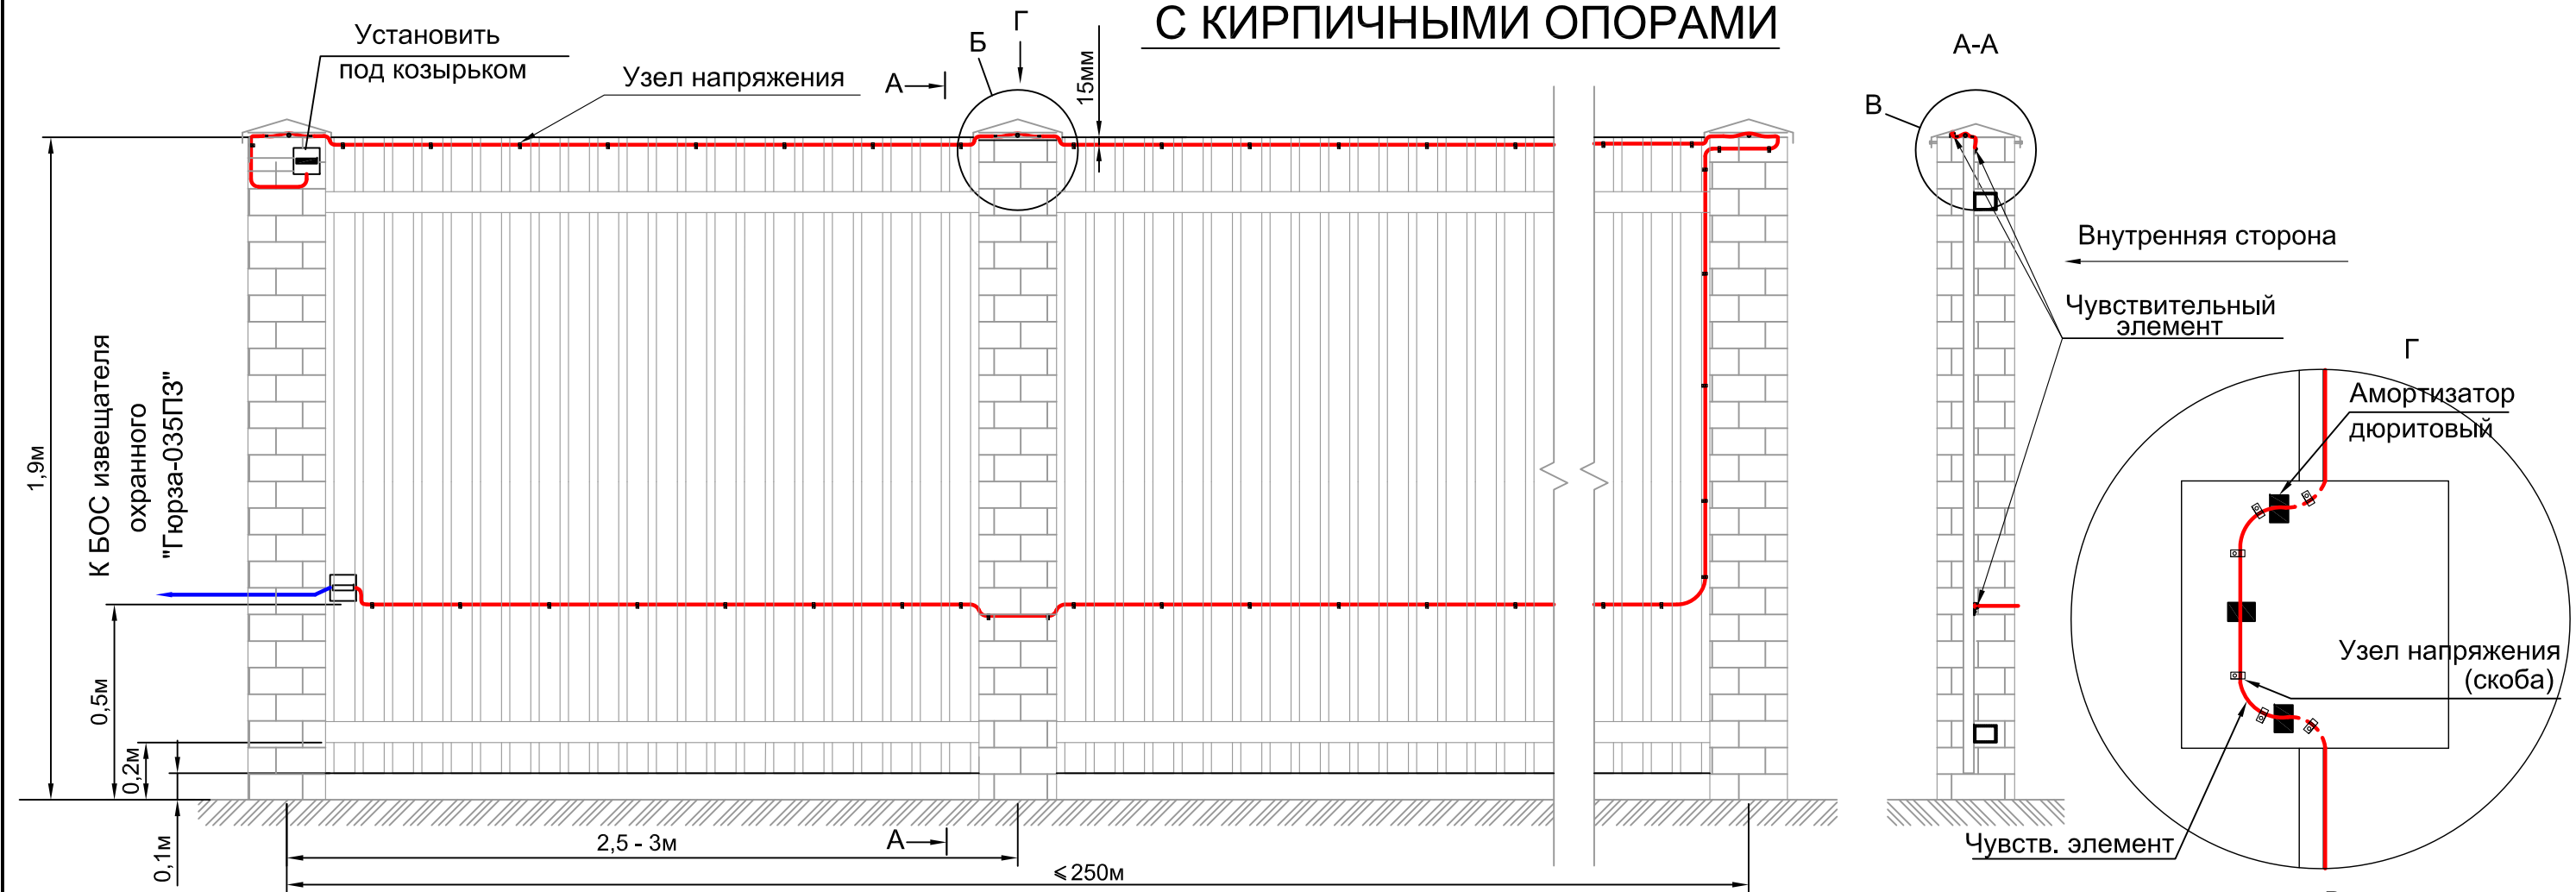 С КИРПИЧНЫМИ ОПОРАМИ
Установить
под козырьком
Узел напряжения
А
Б
Г
15мм
А-А
В
Внутренняя сторона
Чувствительный
элемент
Г
Амортизатор
дюритовый
Узел напряжения
(скоба)
Чувств. элемент
1,9м
К БОС извещателя
охранного
"Гюрза-035ПЗ"
0,5м
0,2м
0,1м
2,5 - 3м
А
⩽250м